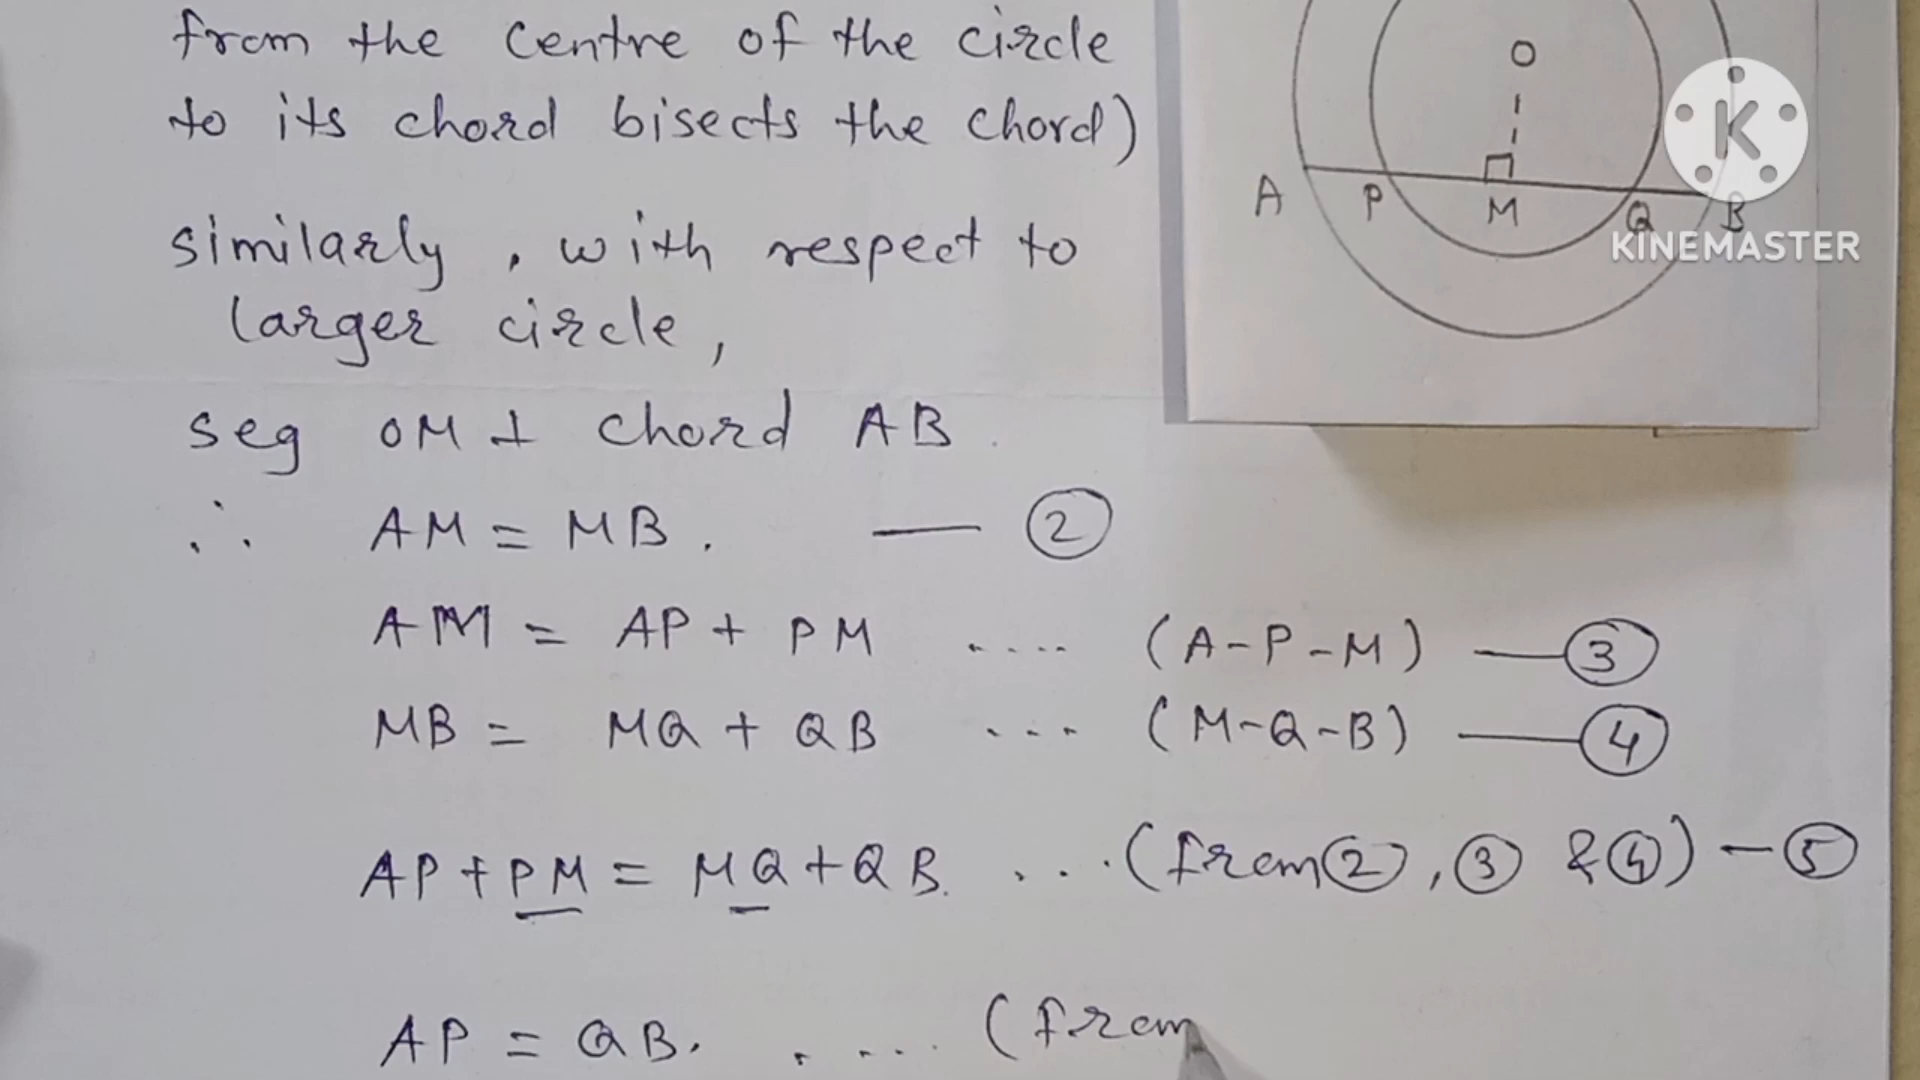 from the centre of the circle
to its chord bisects the chord)
similarly, with respect to
larger circle,
seg OM ⊥ chord AB.
∴ AM = MB. — ②
AM = AP + PM .... (A-P-M) — ③
MB = MQ + QB ... (M-Q-B) — ④
AP + PM = MQ + QB. ... (from ②, ③ & ④) — ⑤
AP = QB. .... (from
O
A P M Q B
K
KINEMASTER